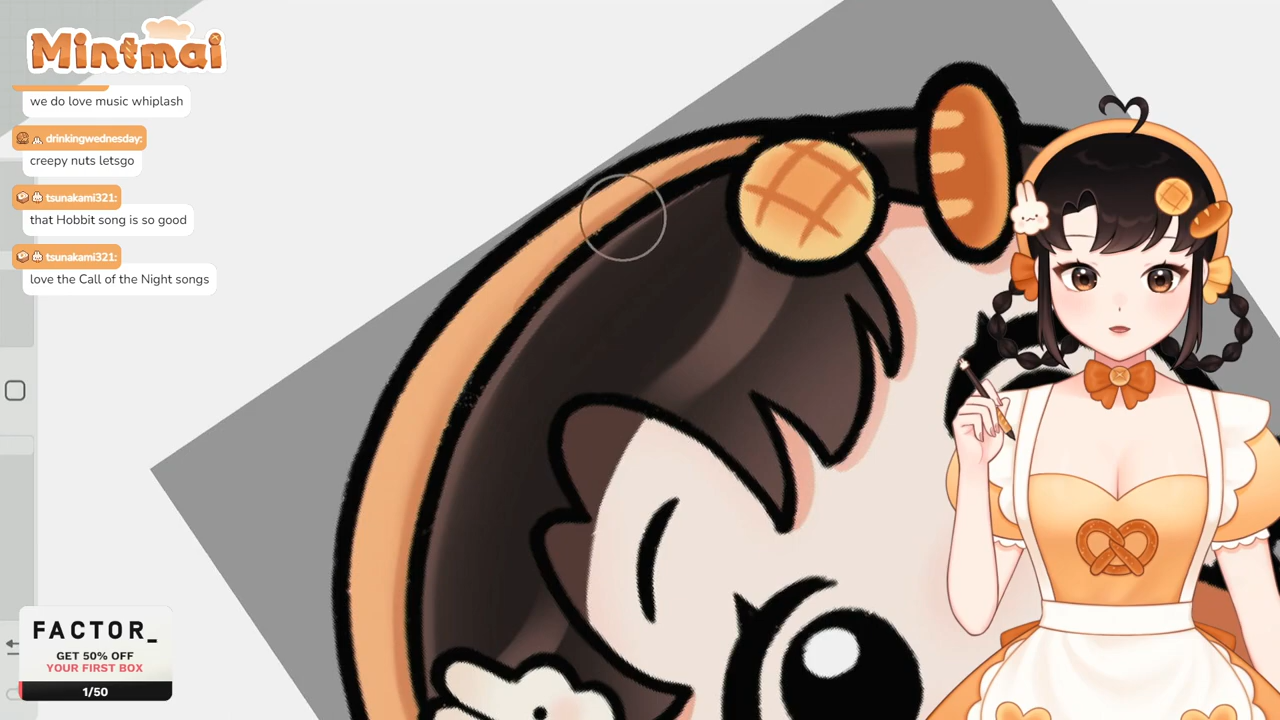 Mintmai
we do love music whiplash
drinkingwednesday:
creepy nuts letsgo
tsunakami321:
that Hobbit song is so good
tsunakami321:
love the Call of the Night songs
FACTOR_
GET 50% OFF
YOUR FIRST BOX
1/50